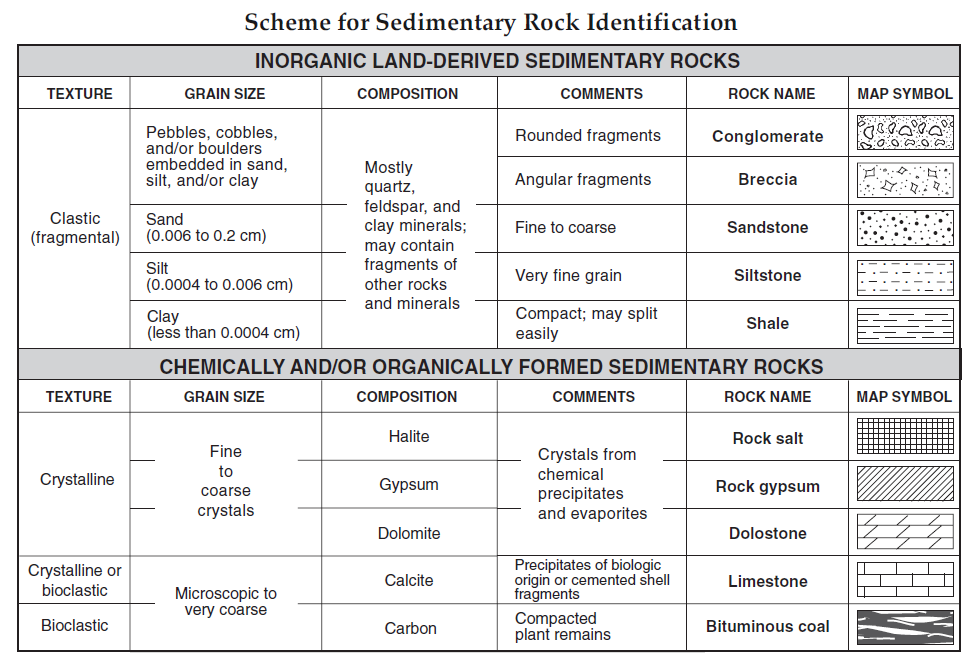 Scheme for Sedimentary Rock Identification
INORGANIC LAND-DERIVED SEDIMENTARY ROCKS
TEXTURE GRAIN SIZE COMPOSITION COMMENTS ROCK NAME MAP SYMBOL
Clastic
(fragmental)
Pebbles, cobbles,
and/or boulders
embedded in sand,
silt, and/or clay
Mostly
quartz,
feldspar, and
clay minerals;
may contain
fragments of
other rocks
and minerals
Rounded fragments
Conglomerate
Angular fragments
Breccia
Sand
(0.006 to 0.2 cm)
Fine to coarse
Sandstone
Silt
(0.0004 to 0.006 cm)
Very fine grain
Siltstone
Clay
(less than 0.0004 cm)
Compact; may split
easily
Shale
CHEMICALLY AND/OR ORGANICALLY FORMED SEDIMENTARY ROCKS
TEXTURE GRAIN SIZE COMPOSITION COMMENTS ROCK NAME MAP SYMBOL
Crystalline
Fine
to
coarse
crystals
Halite
Crystals from
chemical
precipitates
and evaporites
Rock salt
Gypsum
Rock gypsum
Dolomite
Dolostone
Crystalline or
bioclastic
Microscopic to
very coarse
Calcite
Precipitates of biologic
origin or cemented shell
fragments
Limestone
Bioclastic
Carbon
Compacted
plant remains
Bituminous coal